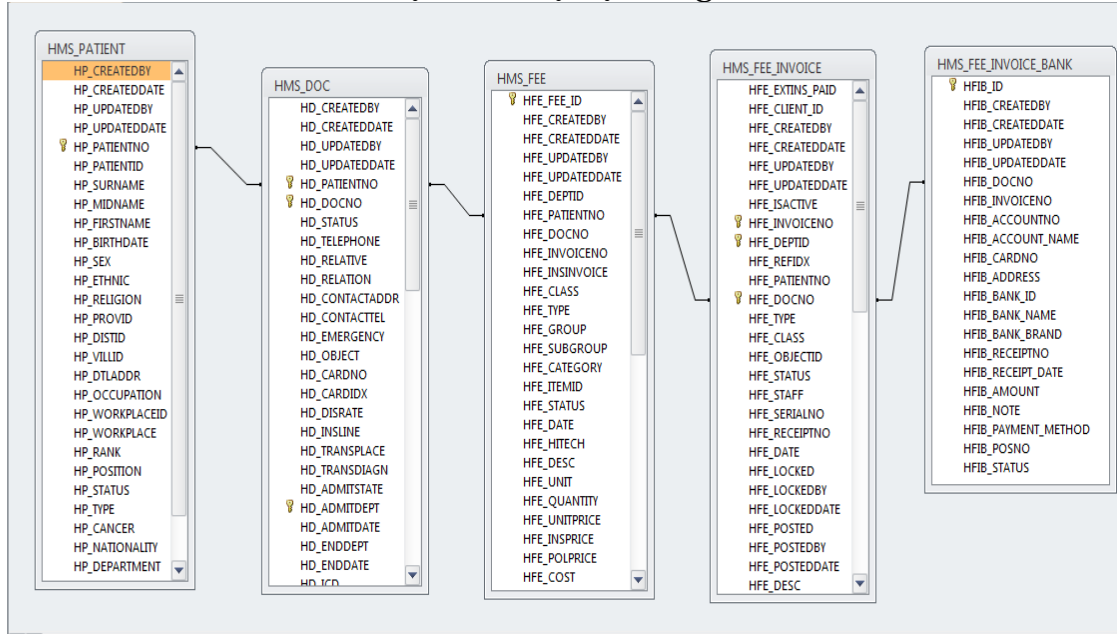 HMS_PATIENT
HP_CREATEDBY
HP_CREATEDDATE
HP_UPDATEDBY
HP_UPDATEDDATE
HP_PATIENTNO
HP_PATIENTID
HP_SURNAME
HP_MIDNAME
HP_FIRSTNAME
HP_BIRTHDATE
HP_SEX
HP_ETHNIC
HP_RELIGION
HP_PROVID
HP_DISTID
HP_VILLID
HP_DTLADDR
HP_OCCUPATION
HP_WORKPLACEID
HP_WORKPLACE
HP_RANK
HP_POSITION
HP_STATUS
HP_TYPE
HP_CANCER
HP_NATIONALITY
HP_DEPARTMENT
HMS_DOC
HD_CREATEDBY
HD_CREATEDDATE
HD_UPDATEDBY
HD_UPDATEDDATE
HD_PATIENTNO
HD_DOCNO
HD_STATUS
HD_TELEPHONE
HD_RELATIVE
HD_RELATION
HD_CONTACTADDR
HD_CONTACTTEL
HD_EMERGENCY
HD_OBJECT
HD_CARDNO
HD_CARDIDX
HD_DISRATE
HD_INSLINE
HD_TRANSPLACE
HD_TRANSDIAGN
HD_ADMITSTATE
HD_ADMITDEPT
HD_ADMITDATE
HD_ENDDEPT
HD_ENDDATE
HD_ICD
HMS_FEE
HFE_FEE_ID
HFE_CREATEDBY
HFE_CREATEDDATE
HFE_UPDATEDBY
HFE_UPDATEDDATE
HFE_DEPTID
HFE_PATIENTNO
HFE_DOCNO
HFE_INVOICENO
HFE_INSINVOICE
HFE_CLASS
HFE_TYPE
HFE_GROUP
HFE_SUBGROUP
HFE_CATEGORY
HFE_ITEMID
HFE_STATUS
HFE_DATE
HFE_HITECH
HFE_DESC
HFE_UNIT
HFE_QUANTITY
HFE_UNITPRICE
HFE_INSPRICE
HFE_POLPRICE
HFE_COST
HMS_FEE_INVOICE
HFE_EXTINS_PAID
HFE_CLIENT_ID
HFE_CREATEDBY
HFE_CREATEDDATE
HFE_UPDATEDBY
HFE_UPDATEDDATE
HFE_ISACTIVE
HFE_INVOICENO
HFE_DEPTID
HFE_REFIDX
HFE_PATIENTNO
HFE_DOCNO
HFE_TYPE
HFE_CLASS
HFE_OBJECTID
HFE_STATUS
HFE_STAFF
HFE_SERIALNO
HFE_RECEIPTNO
HFE_DATE
HFE_LOCKED
HFE_LOCKEDBY
HFE_LOCKEDDATE
HFE_POSTED
HFE_POSTEDBY
HFE_POSTEDDATE
HFE_DESC
HMS_FEE_INVOICE_BANK
HFIB_ID
HFIB_CREATEDBY
HFIB_CREATEDDATE
HFIB_UPDATEDBY
HFIB_UPDATEDDATE
HFIB_DOCNO
HFIB_INVOICENO
HFIB_ACCOUNTNO
HFIB_ACCOUNT_NAME
HFIB_CARDNO
HFIB_ADDRESS
HFIB_BANK_ID
HFIB_BANK_NAME
HFIB_BANK_BRAND
HFIB_RECEIPTNO
HFIB_RECEIPT_DATE
HFIB_AMOUNT
HFIB_NOTE
HFIB_PAYMENT_METHOD
HFIB_POSNO
HFIB_STATUS